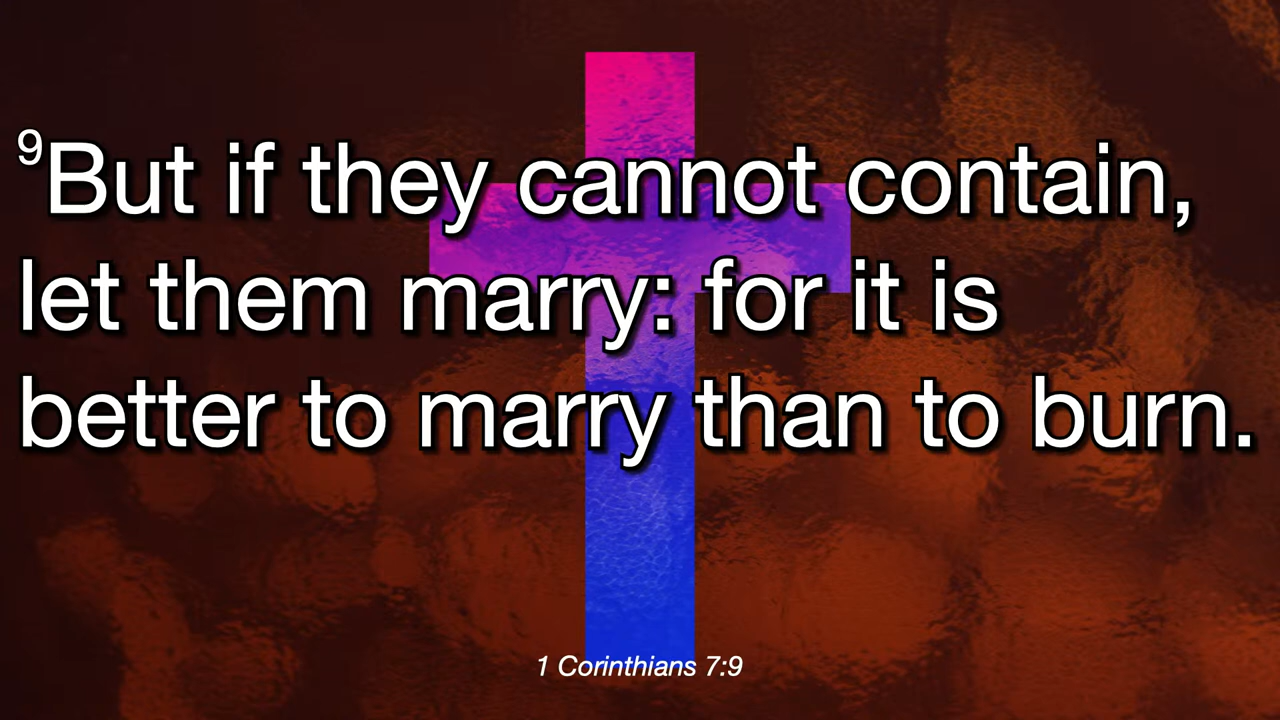 ⁹But if they cannot contain,
let them marry: for it is
better to marry than to burn.
1 Corinthians 7:9